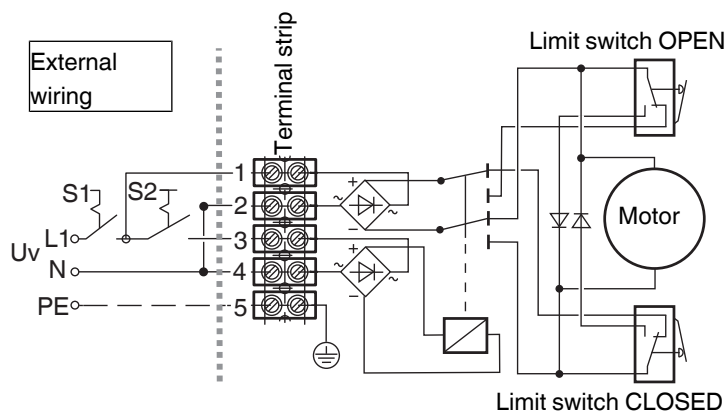 External
wiring
Terminal strip
Limit switch OPEN
S1
S2
1
2
L1
3
Uv
N
4
PE
5
+
~
~
−
+
~
~
−
Motor
Limit switch CLOSED